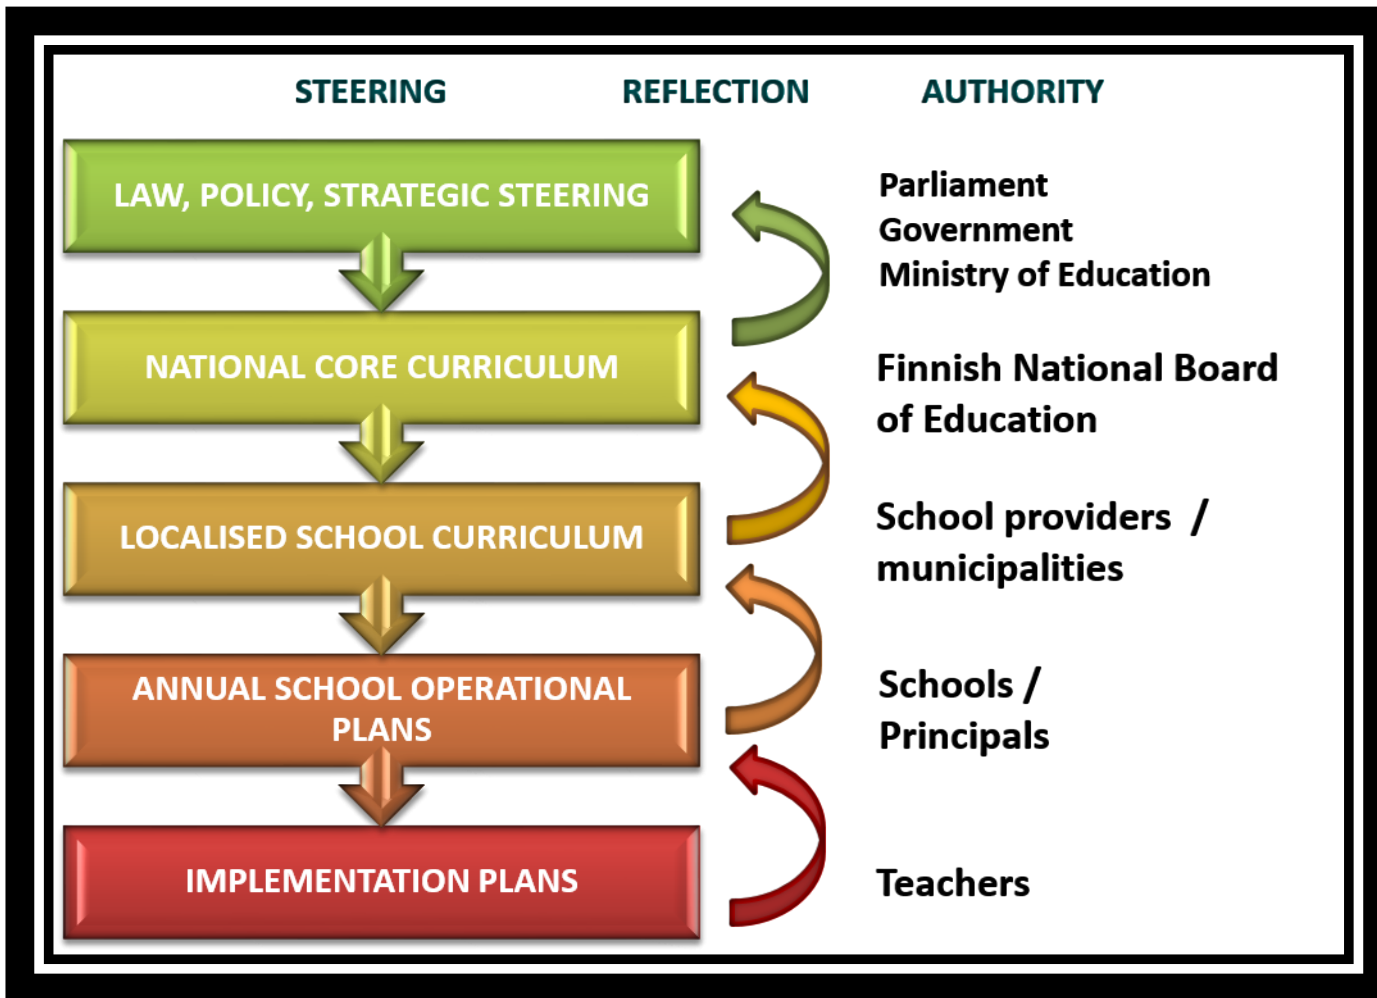 STEERING
REFLECTION
AUTHORITY
LAW, POLICY, STRATEGIC STEERING
Parliament
Government
Ministry of Education
NATIONAL CORE CURRICULUM
Finnish National Board
of Education
LOCALISED SCHOOL CURRICULUM
School providers /
municipalities
ANNUAL SCHOOL OPERATIONAL
PLANS
Schools /
Principals
IMPLEMENTATION PLANS
Teachers